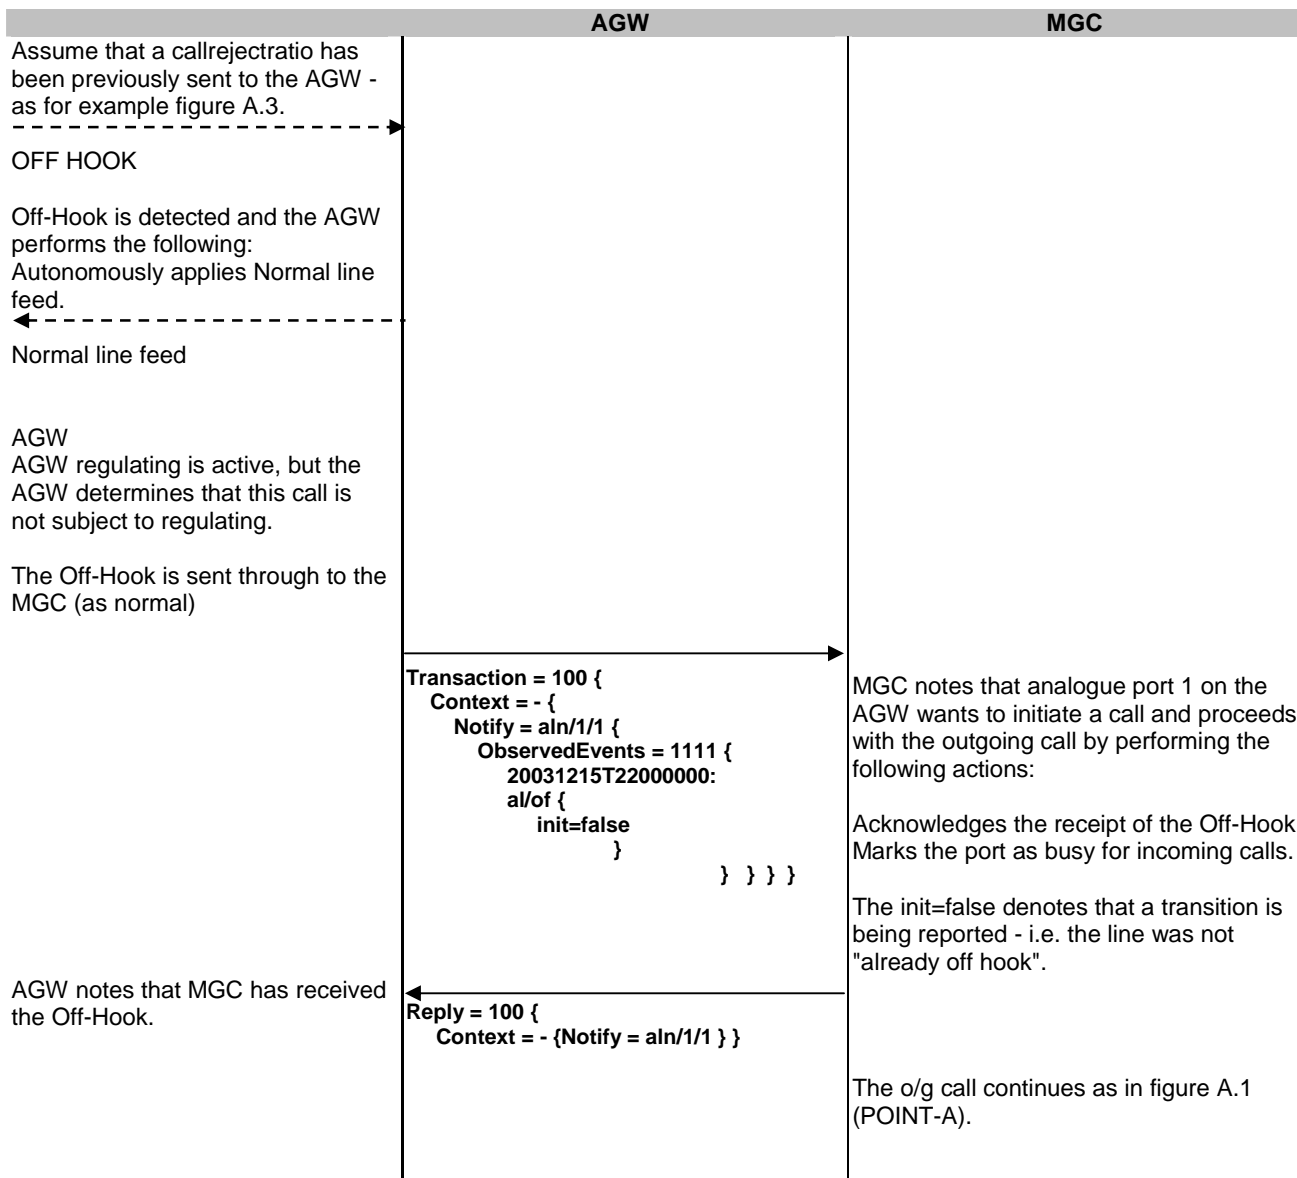 AGW
MGC
Assume that a callrejectratio has
been previously sent to the AGW -
as for example figure A.3.
OFF HOOK
Off-Hook is detected and the AGW
performs the following:
Autonomously applies Normal line
feed.
Normal line feed
AGW
AGW regulating is active, but the
AGW determines that this call is
not subject to regulating.
The Off-Hook is sent through to the
MGC (as normal)
Transaction = 100 {
Context = - {
Notify = aln/1/1 {
ObservedEvents = 1111 {
20031215T22000000:
al/of {
init=false
}
} } } }
MGC notes that analogue port 1 on the
AGW wants to initiate a call and proceeds
with the outgoing call by performing the
following actions:
Acknowledges the receipt of the Off-Hook
Marks the port as busy for incoming calls.
The init=false denotes that a transition is
being reported - i.e. the line was not
"already off hook".
AGW notes that MGC has received
the Off-Hook.
Reply = 100 {
Context = - {Notify = aln/1/1 } }
The o/g call continues as in figure A.1
(POINT-A).